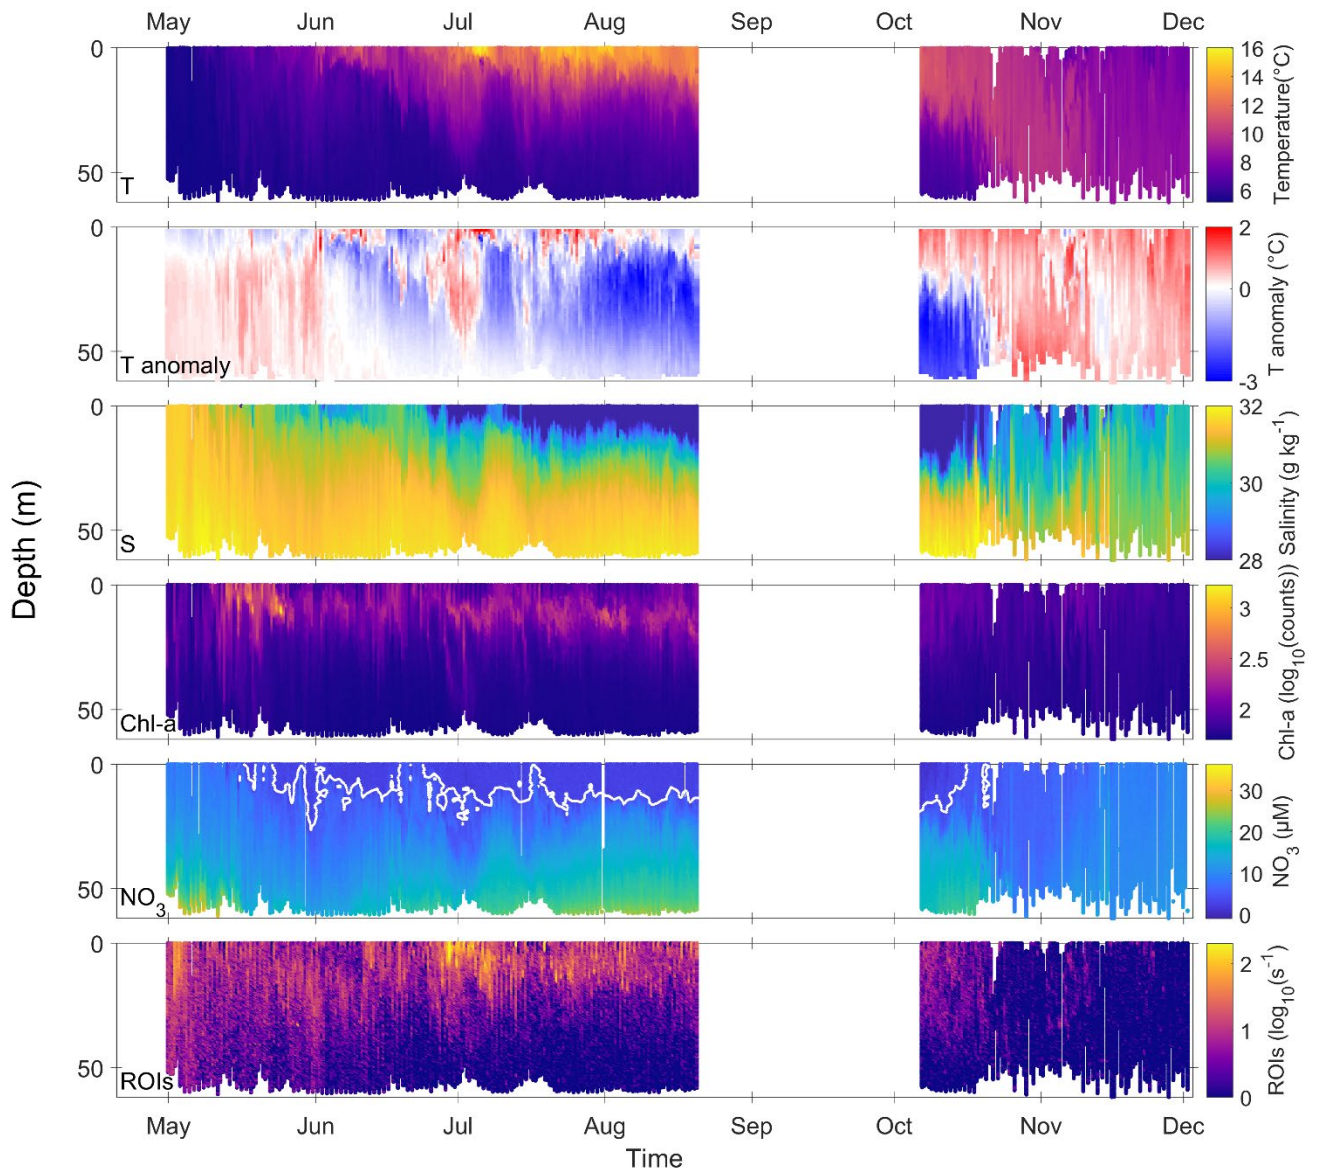 May Jun Jul Aug Sep Oct Nov Dec
0
50
T
16
14
12
10
8
6
Temperature(°C)
0
50
T anomaly
2
0
-3
T anomaly (°C)
0
50
S
32
30
28
Salinity (g kg⁻¹)
0
50
Chl-a
3
2.5
2
Chl-a (log₁₀(counts))
0
50
NO₃
30
20
10
0
NO₃ (µM)
0
50
ROIs
2
1
0
ROIs (log₁₀(s⁻¹)
May Jun Jul Aug Sep Oct Nov Dec
Time
Depth (m)